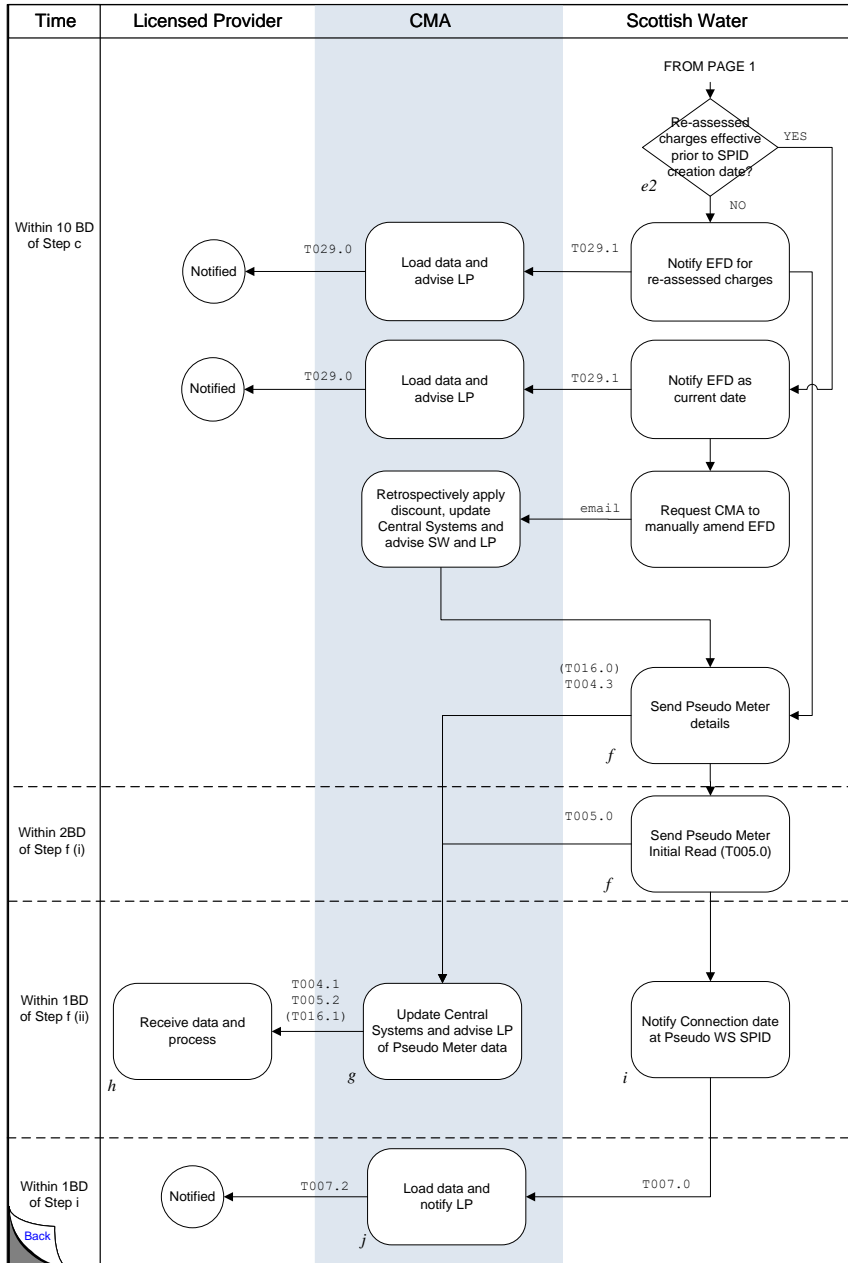 Time
Licensed Provider
CMA
Scottish Water
FROM PAGE 1
Re-assessed
charges effective
prior to SPID
creation date?
YES
e2
NO
Within 10 BD
of Step c
Notified
T029.0
Load data and
advise LP
T029.1
Notify EFD for
re-assessed charges
Notified
T029.0
Load data and
advise LP
T029.1
Notify EFD as
current date
Retrospectively apply
discount, update
Central Systems and
advise SW and LP
email
Request CMA to
manually amend EFD
(T016.0)
T004.3
Send Pseudo Meter
details
f
Within 2BD
of Step f (i)
T005.0
Send Pseudo Meter
Initial Read (T005.0)
f
Within 1BD
of Step f (ii)
Receive data and
process
h
T004.1
T005.2
(T016.1)
Update Central
Systems and advise LP
of Pseudo Meter data
g
Notify Connection date
at Pseudo WS SPID
i
Within 1BD
of Step i
Notified
T007.2
Load data and
notify LP
j
T007.0
Back